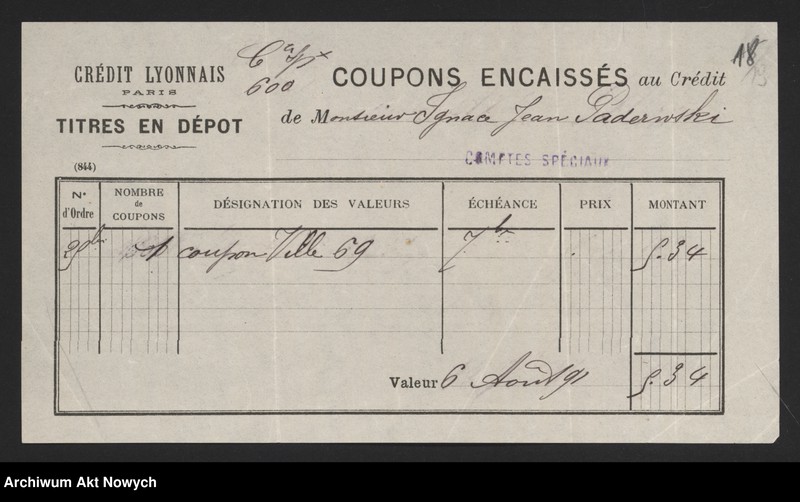 18
CRÉDIT LYONNAIS
PARIS
600
COUPONS ENCAISSÉS au Crédit
TITRES EN DÉPOT
de Monsieur Ignace Jean Paderwski
COMPTES SPÉCIAUX
(844)
N° d'Ordre NOMBRE de COUPONS DÉSIGNATION DES VALEURS ÉCHÉANCE PRIX MONTANT
coupon Ville 69 7bre 5.34
Valeur 6 Août 91 5.34
Archiwum Akt Nowych